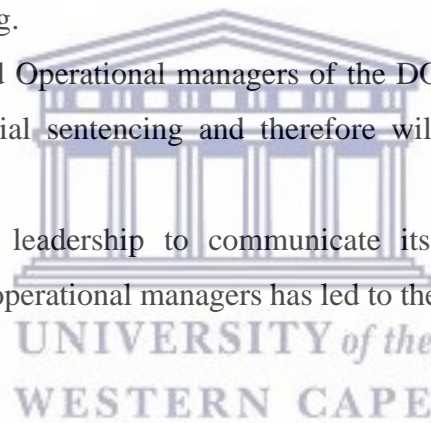 g.
d Operational managers of the DO
ial sentencing and therefore wil
leadership to communicate its
operational managers has led to the
UNIVERSITY of the
WESTERN CAPE